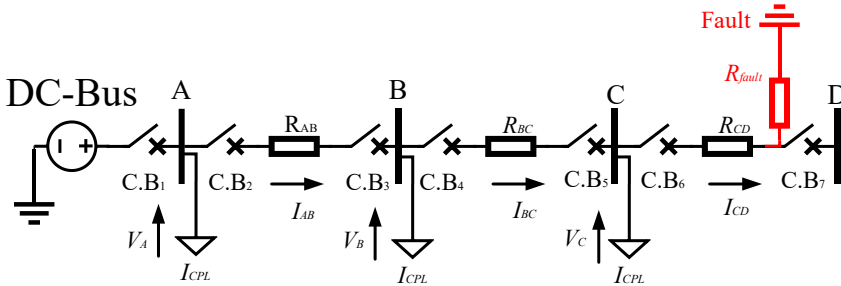 Fault
R_fault
DC-Bus
A
B
C
D
R_AB
R_BC
R_CD
C.B₁
C.B₂
C.B₃
C.B₄
C.B₅
C.B₆
C.B₇
I_AB
I_BC
I_CD
V_A
V_B
V_C
I_CPL
I_CPL
I_CPL